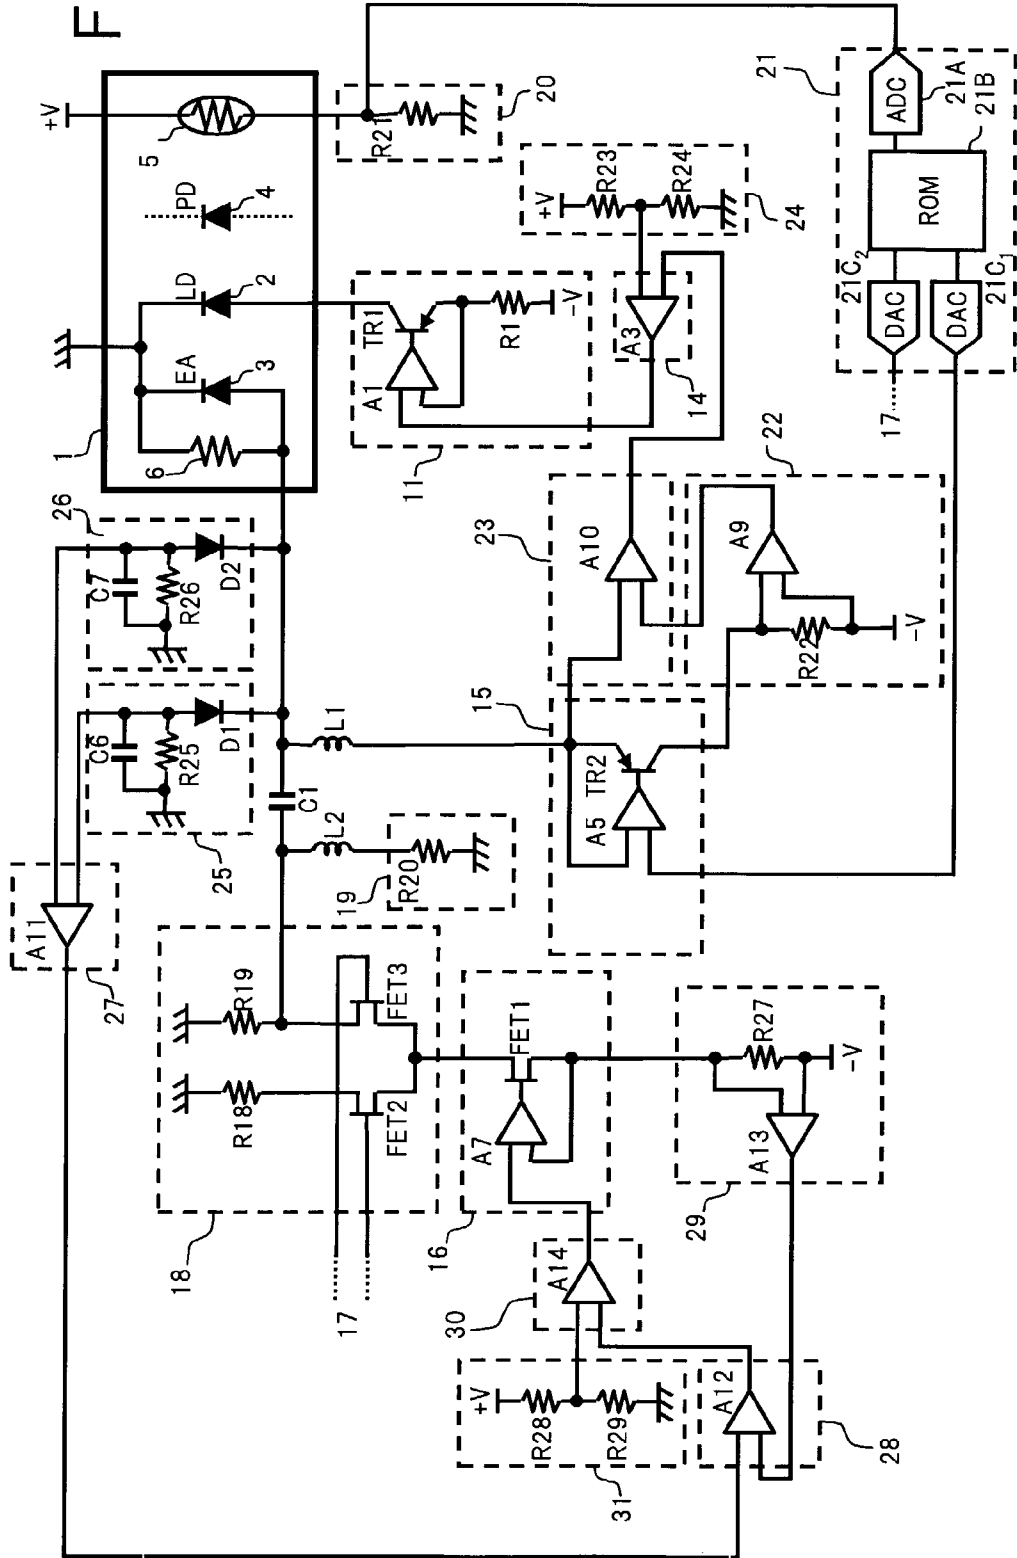 F
1
+V
5
PD
4
LD
2
EA
3
6
R21
20
+V
R23
R24
24
ADC
21
21A
21B
ROM
21C2
21C1
DAC
DAC
17
TR1
A1
R1
-V
11
A3
14
26
C7
R26
D2
C6
R25
D1
25
A11
27
C1
L1
L2
R20
19
23
A10
22
A9
R22
-V
15
TR2
A5
R19
R18
FET3
FET2
18
17
A7
FET1
16
R27
-V
A13
29
A14
30
+V
R28
R29
31
A12
28